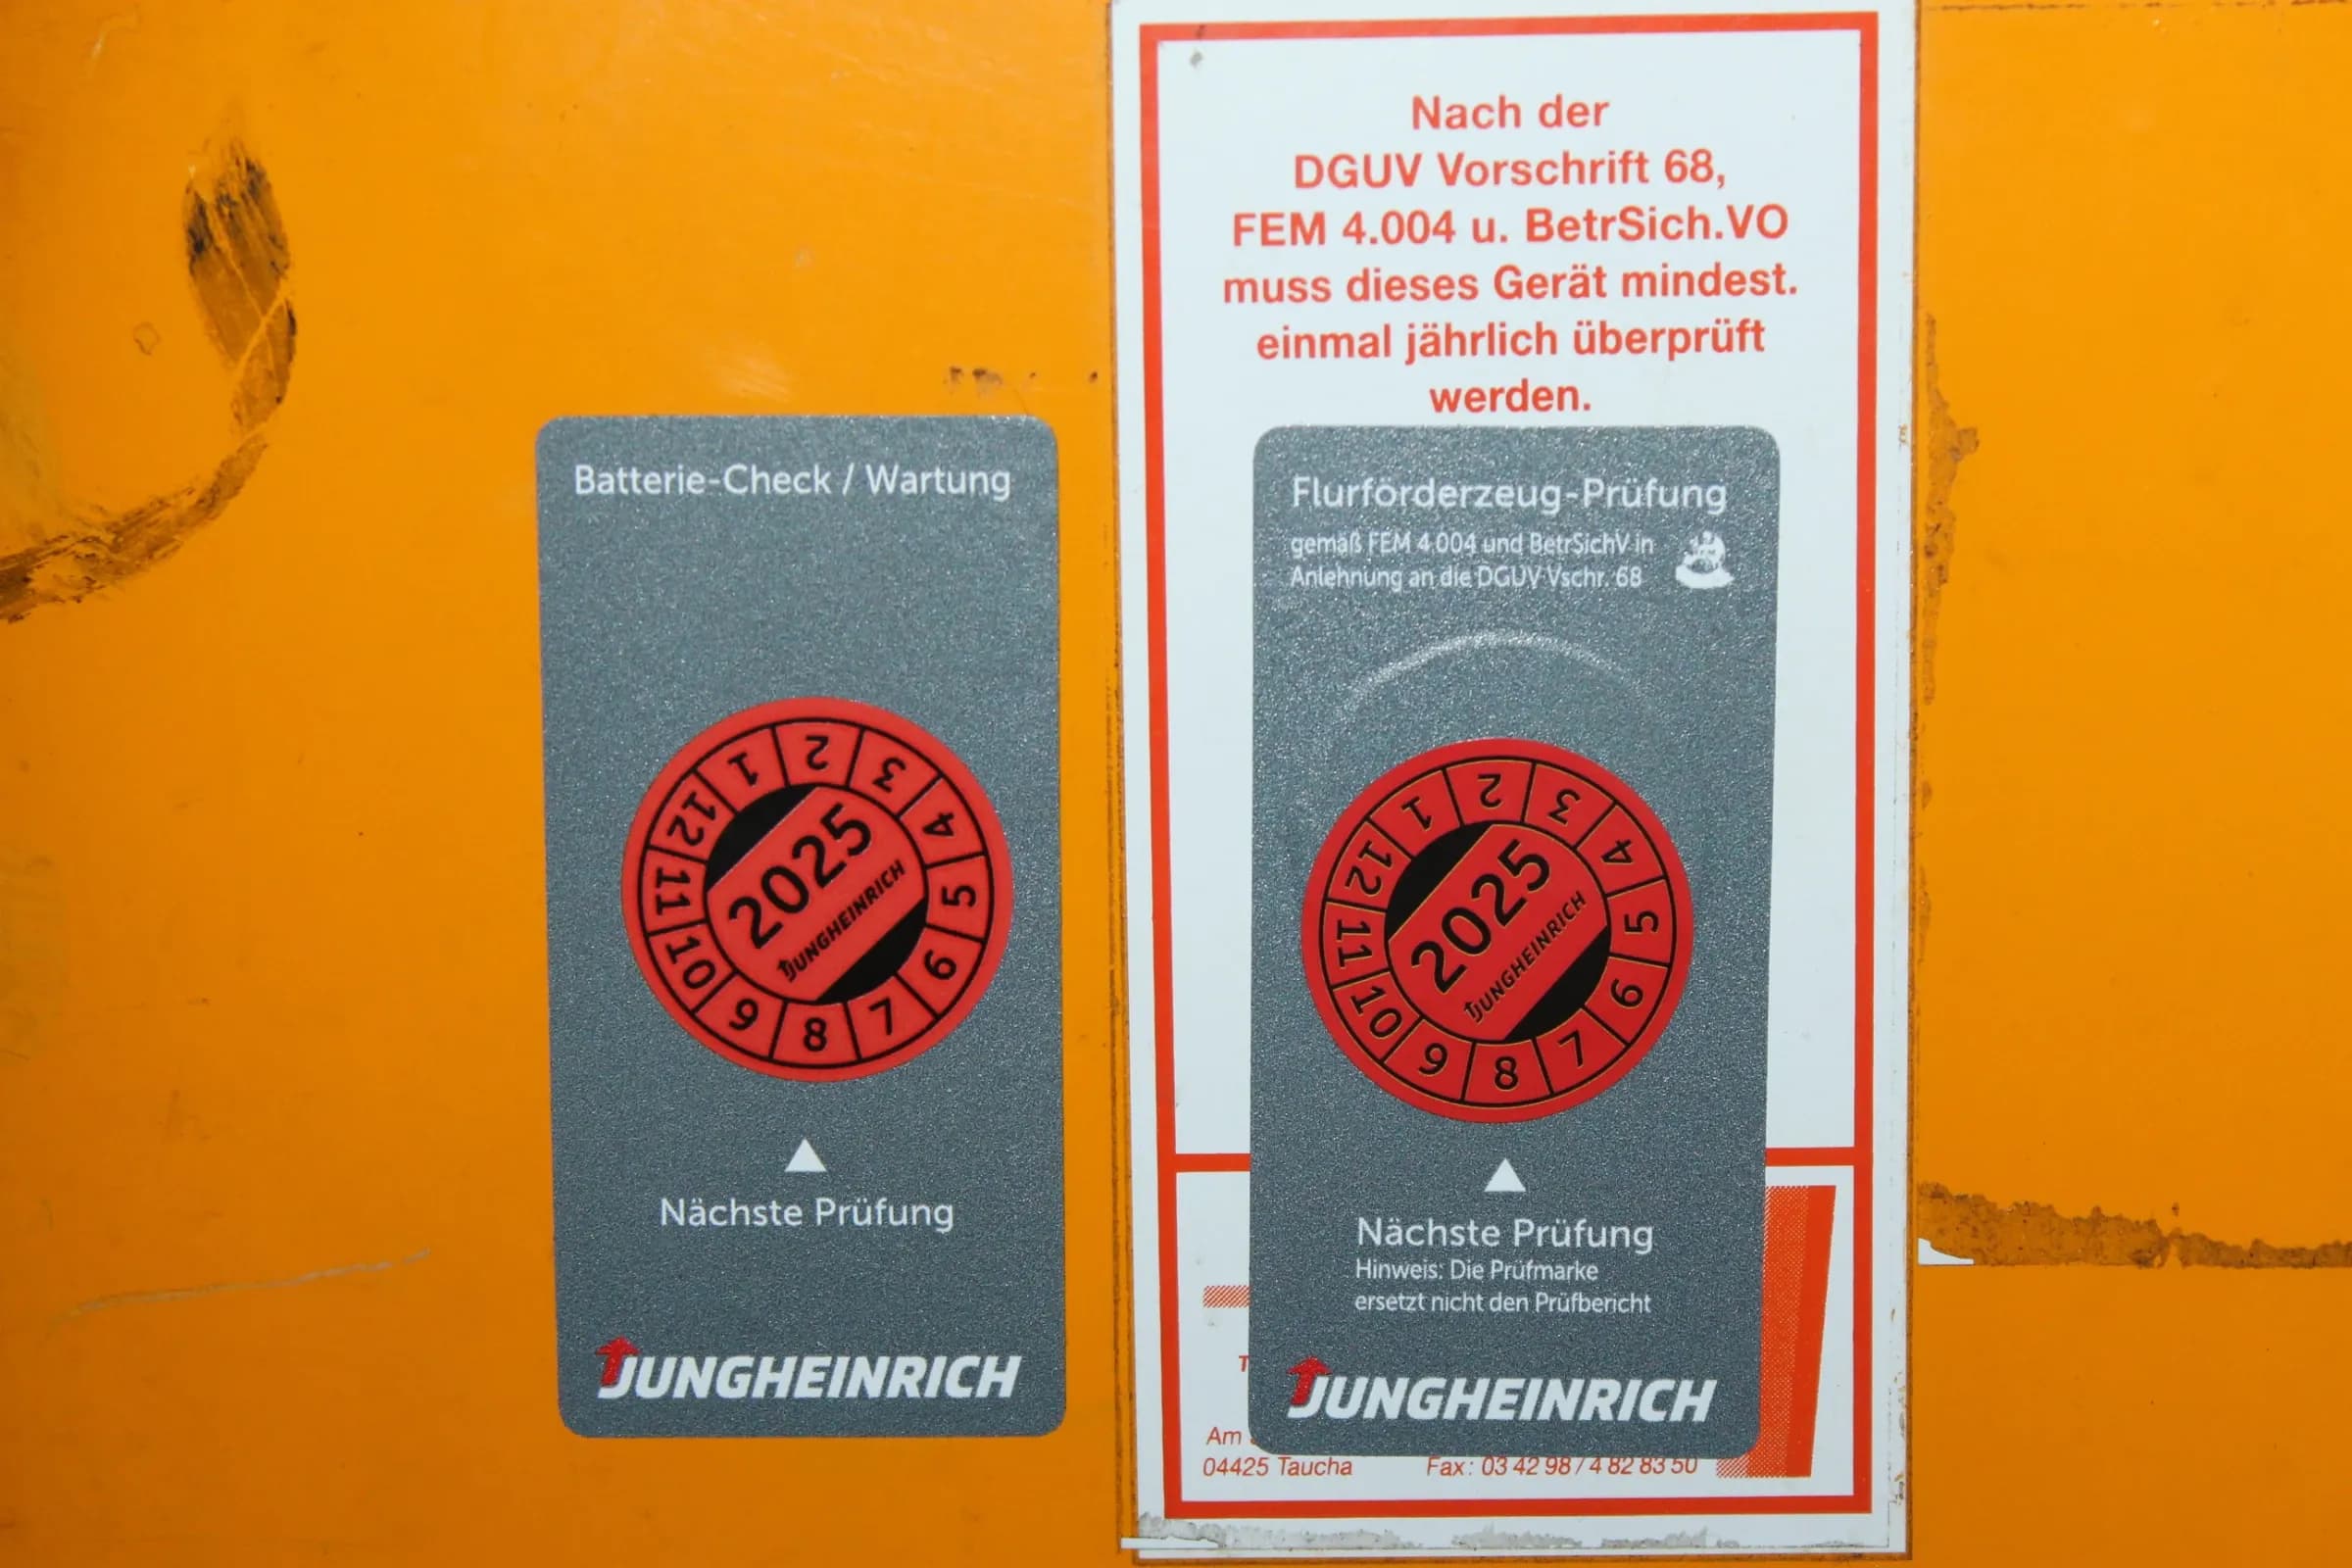 Batterie-Check / Wartung
1 2 3 4 5 6 7 8 9 10 11 12
2025
JUNGHEINRICH
Nächste Prüfung
JUNGHEINRICH
Nach der
DGUV Vorschrift 68,
FEM 4.004 u. BetrSich.VO
muss dieses Gerät mindest.
einmal jährlich überprüft
werden.
Flurförderzeug-Prüfung
gemäß FEM 4.004 und BetrSichV in
Anlehnung an die DGUV Vschr. 68
1 2 3 4 5 6 7 8 9 10 11 12
2025
JUNGHEINRICH
Nächste Prüfung
Hinweis: Die Prüfmarke
ersetzt nicht den Prüfbericht
JUNGHEINRICH
Am
04425 Taucha Fax: 03 42 98 / 4 82 83 50